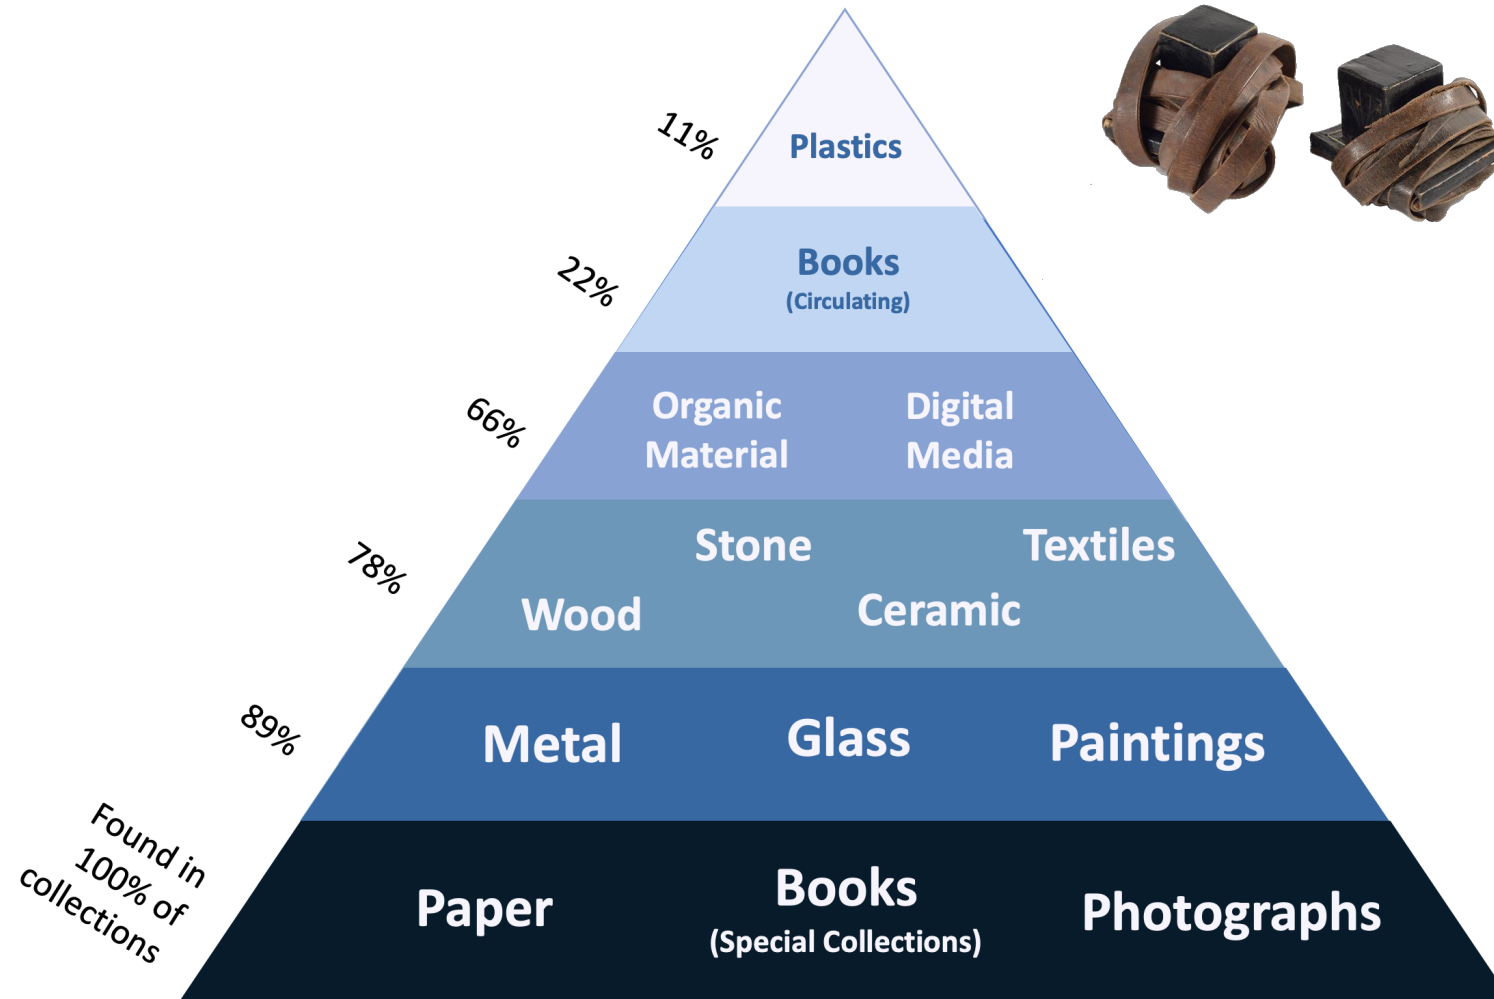 11%
Plastics
22%
Books
(Circulating)
66%
Organic
Material
Digital
Media
78%
Stone
Textiles
Wood
Ceramic
89%
Metal
Glass
Paintings
Found in
100% of
collections
Paper
Books
(Special Collections)
Photographs